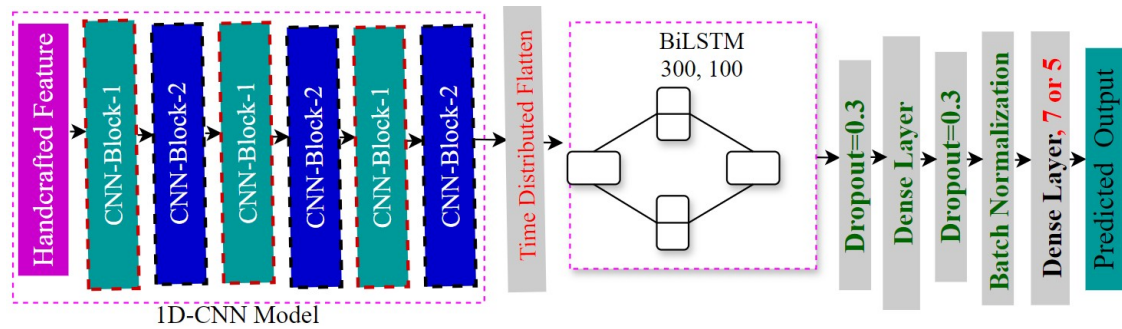 Handcrafted Feature
CNN-Block-1
CNN-Block-2
CNN-Block-1
CNN-Block-2
CNN-Block-1
CNN-Block-2
1D-CNN Model
Time Distributed Flatten
BiLSTM
300, 100
Dropout=0.3
Dense Layer
Dropout=0.3
Batch Normalization
Dense Layer, 7 or 5
Predicted Output